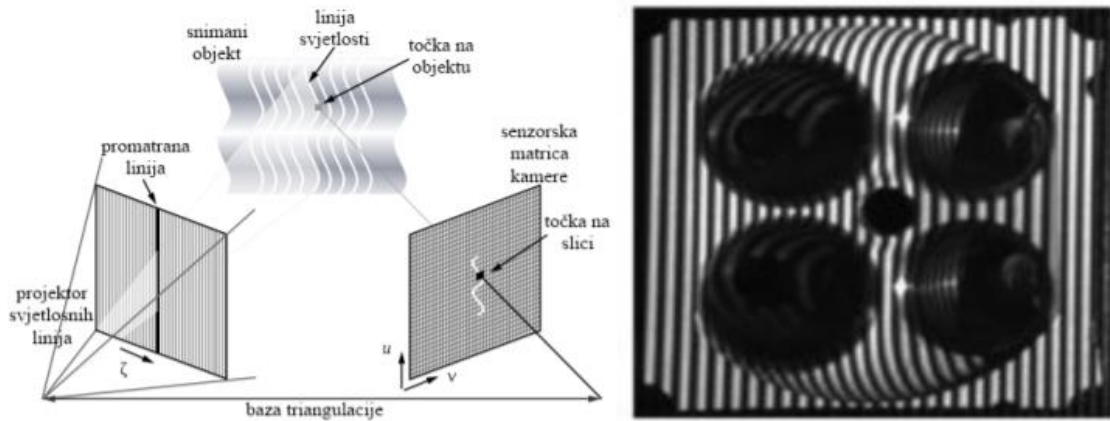 snimani
objekt
linija
svjetlosti
točka na
objektu
promatrana
linija
senzorska
matrica
kamere
točka na
slici
projektor
svjetlosnih
linija
ζ
u
v
baza triangulacije